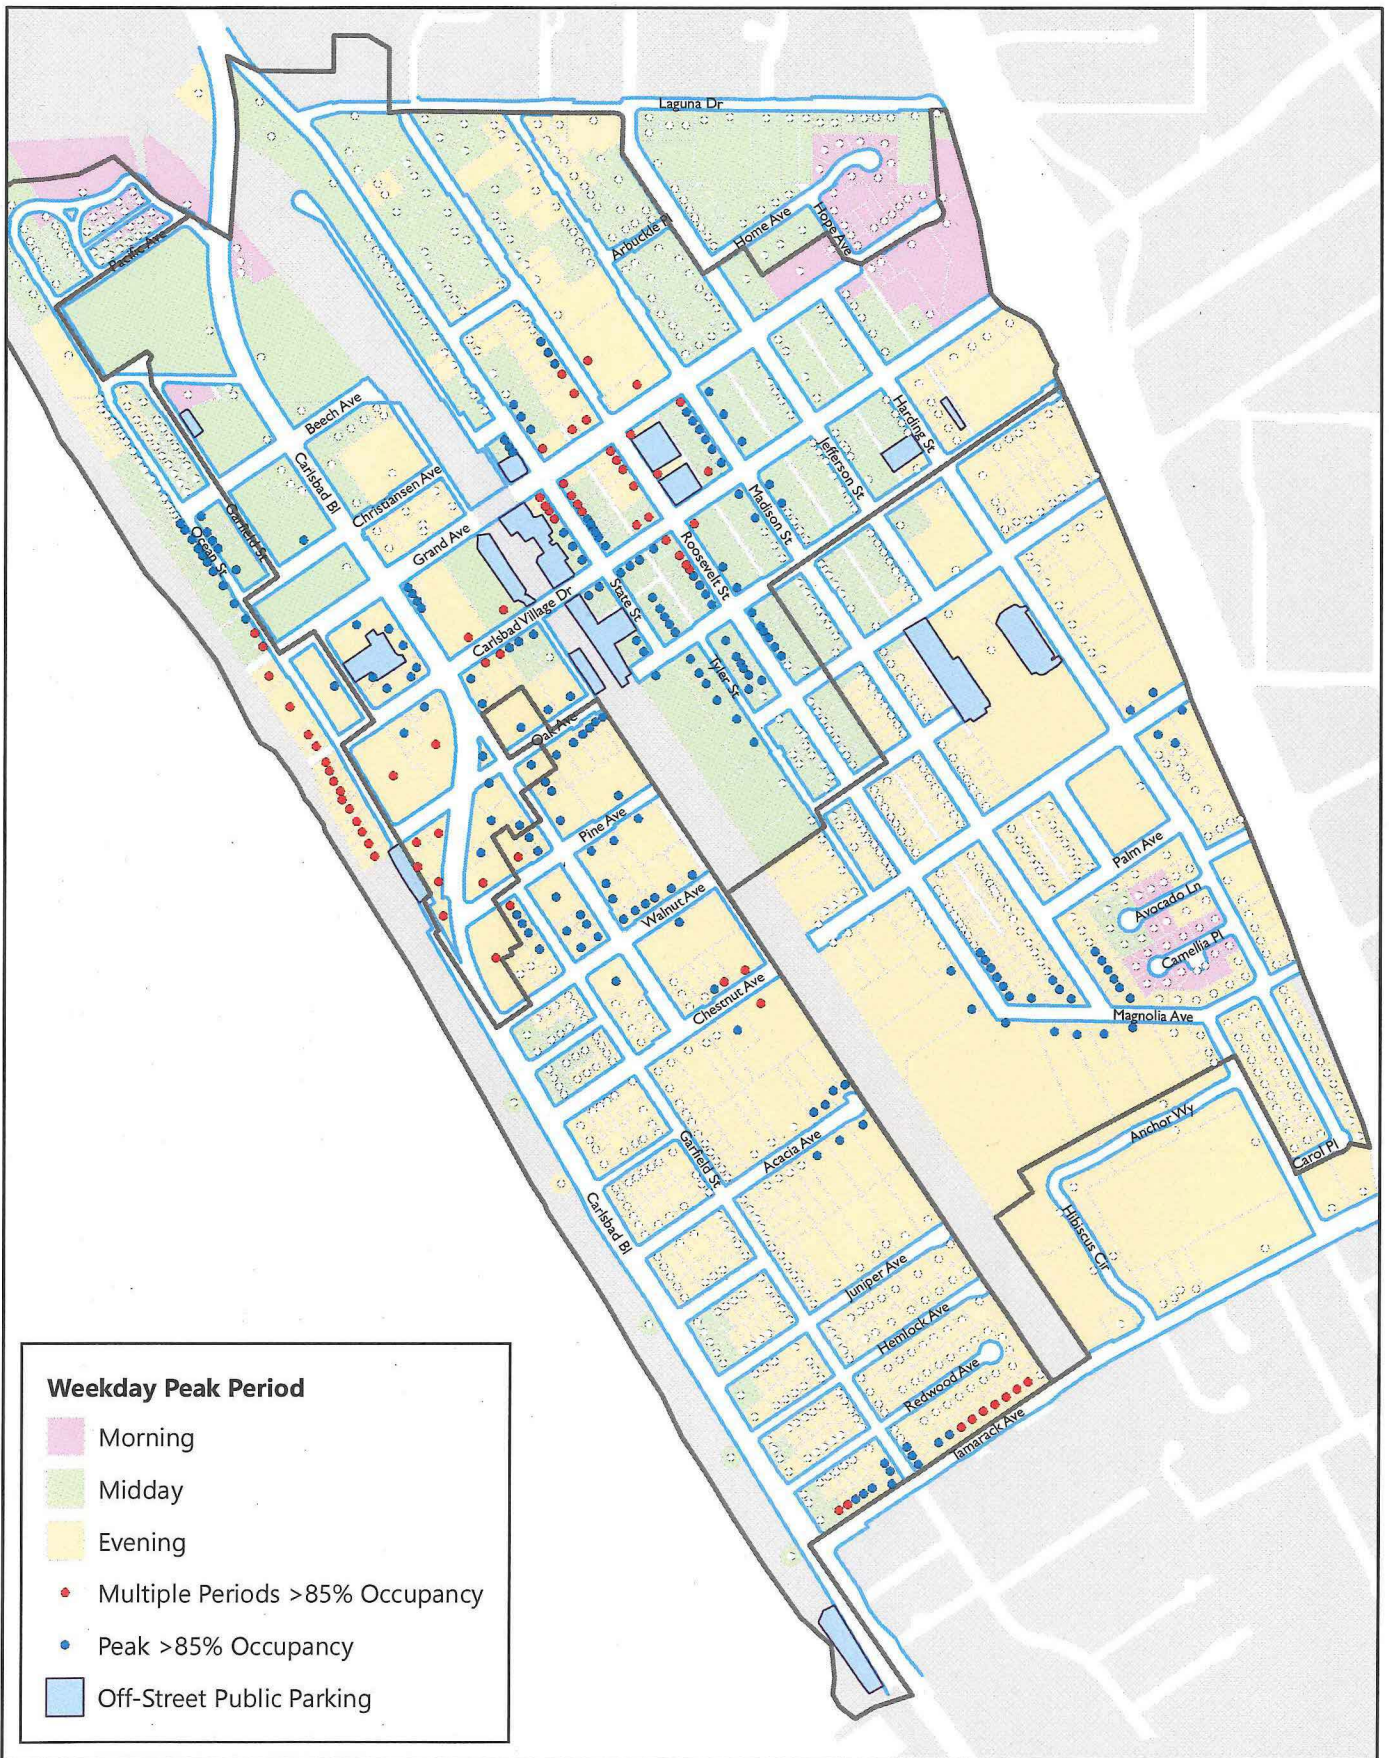 Laguna Dr
Home Ave
Hope Ave
Arbuckle Pl
Pacific Ave
Beech Ave
Harding St
Carlsbad Bl
Christiansen Ave
Jefferson St
Madison St
Garfield St
Ocean St
Grand Ave
Roosevelt St
State St
Carlsbad Village Dr
Tyler St
Oak Ave
Pine Ave
Palm Ave
Walnut Ave
Avocado Ln
Camellia Pl
Chestnut Ave
Magnolia Ave
Anchor Wy
Acacia Ave
Garfield St
Carol Pl
Carlsbad Bl
Hibiscus Cir
Juniper Ave
Hemlock Ave
Redwood Ave
Tamarack Ave
Weekday Peak Period
Morning
Midday
Evening
Multiple Periods >85% Occupancy
Peak >85% Occupancy
Off-Street Public Parking